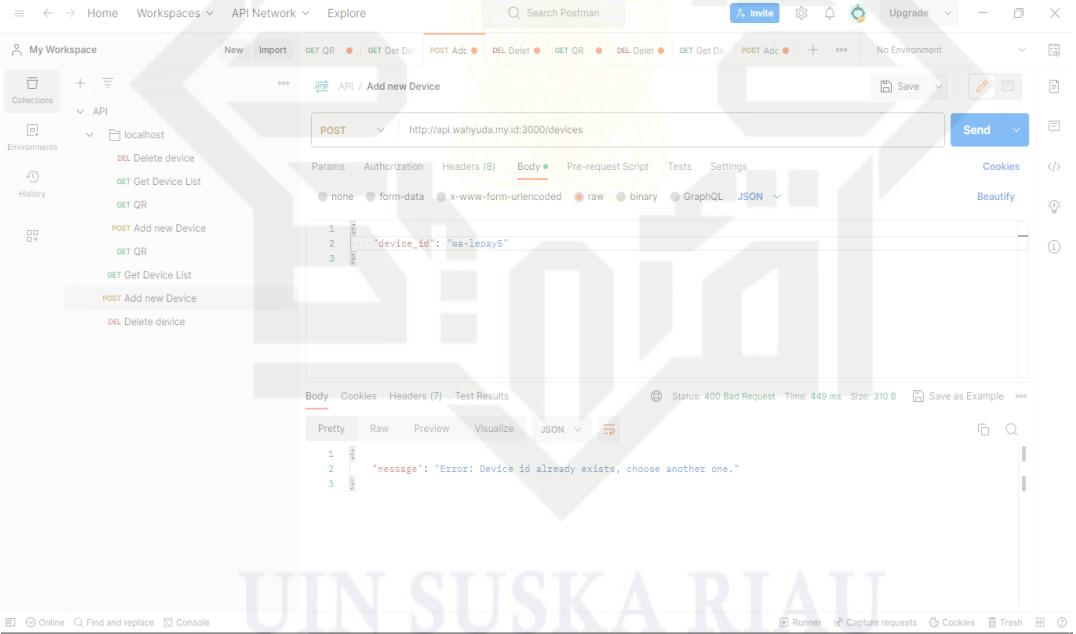 Home Workspaces API Network Explore Search Postman Invite Upgrade
My Workspace New Import GET QR GET Get De POST Adc DEL Delet GET QR DEL Delet GET Get De POST Adc No Environment
Collections
Environments
History
API
localhost
DEL Delete device
GET Get Device List
GET QR
POST Add new Device
GET QR
GET Get Device List
POST Add new Device
DEL Delete device
HTTP API / Add new Device Save
POST http://api.wahyuda.my.id:3000/devices Send
Params Authorization Headers (8) Body Pre-request Script Tests Settings Cookies
none form-data x-www-form-urlencoded raw binary GraphQL JSON Beautify
1 {
2 "device_id": "wa-lepay5"
3 }
Body Cookies Headers (7) Test Results Status: 400 Bad Request Time: 449 ms Size: 310 B Save as Example
Pretty Raw Preview Visualize JSON
1 {
2 "message": "Error: Device id already exists, choose another one."
3 }
UIN SUSKA RIAU
Online Find and replace Console Runner Capture requests Cookies Trash